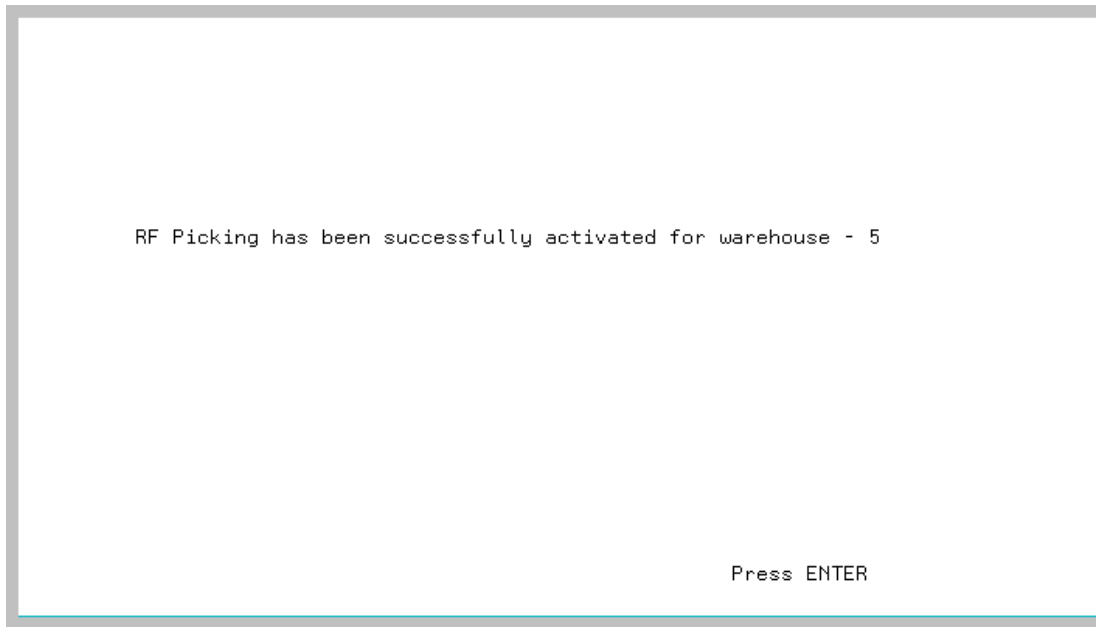 RF Picking has been successfully activated for warehouse - 5
Press ENTER